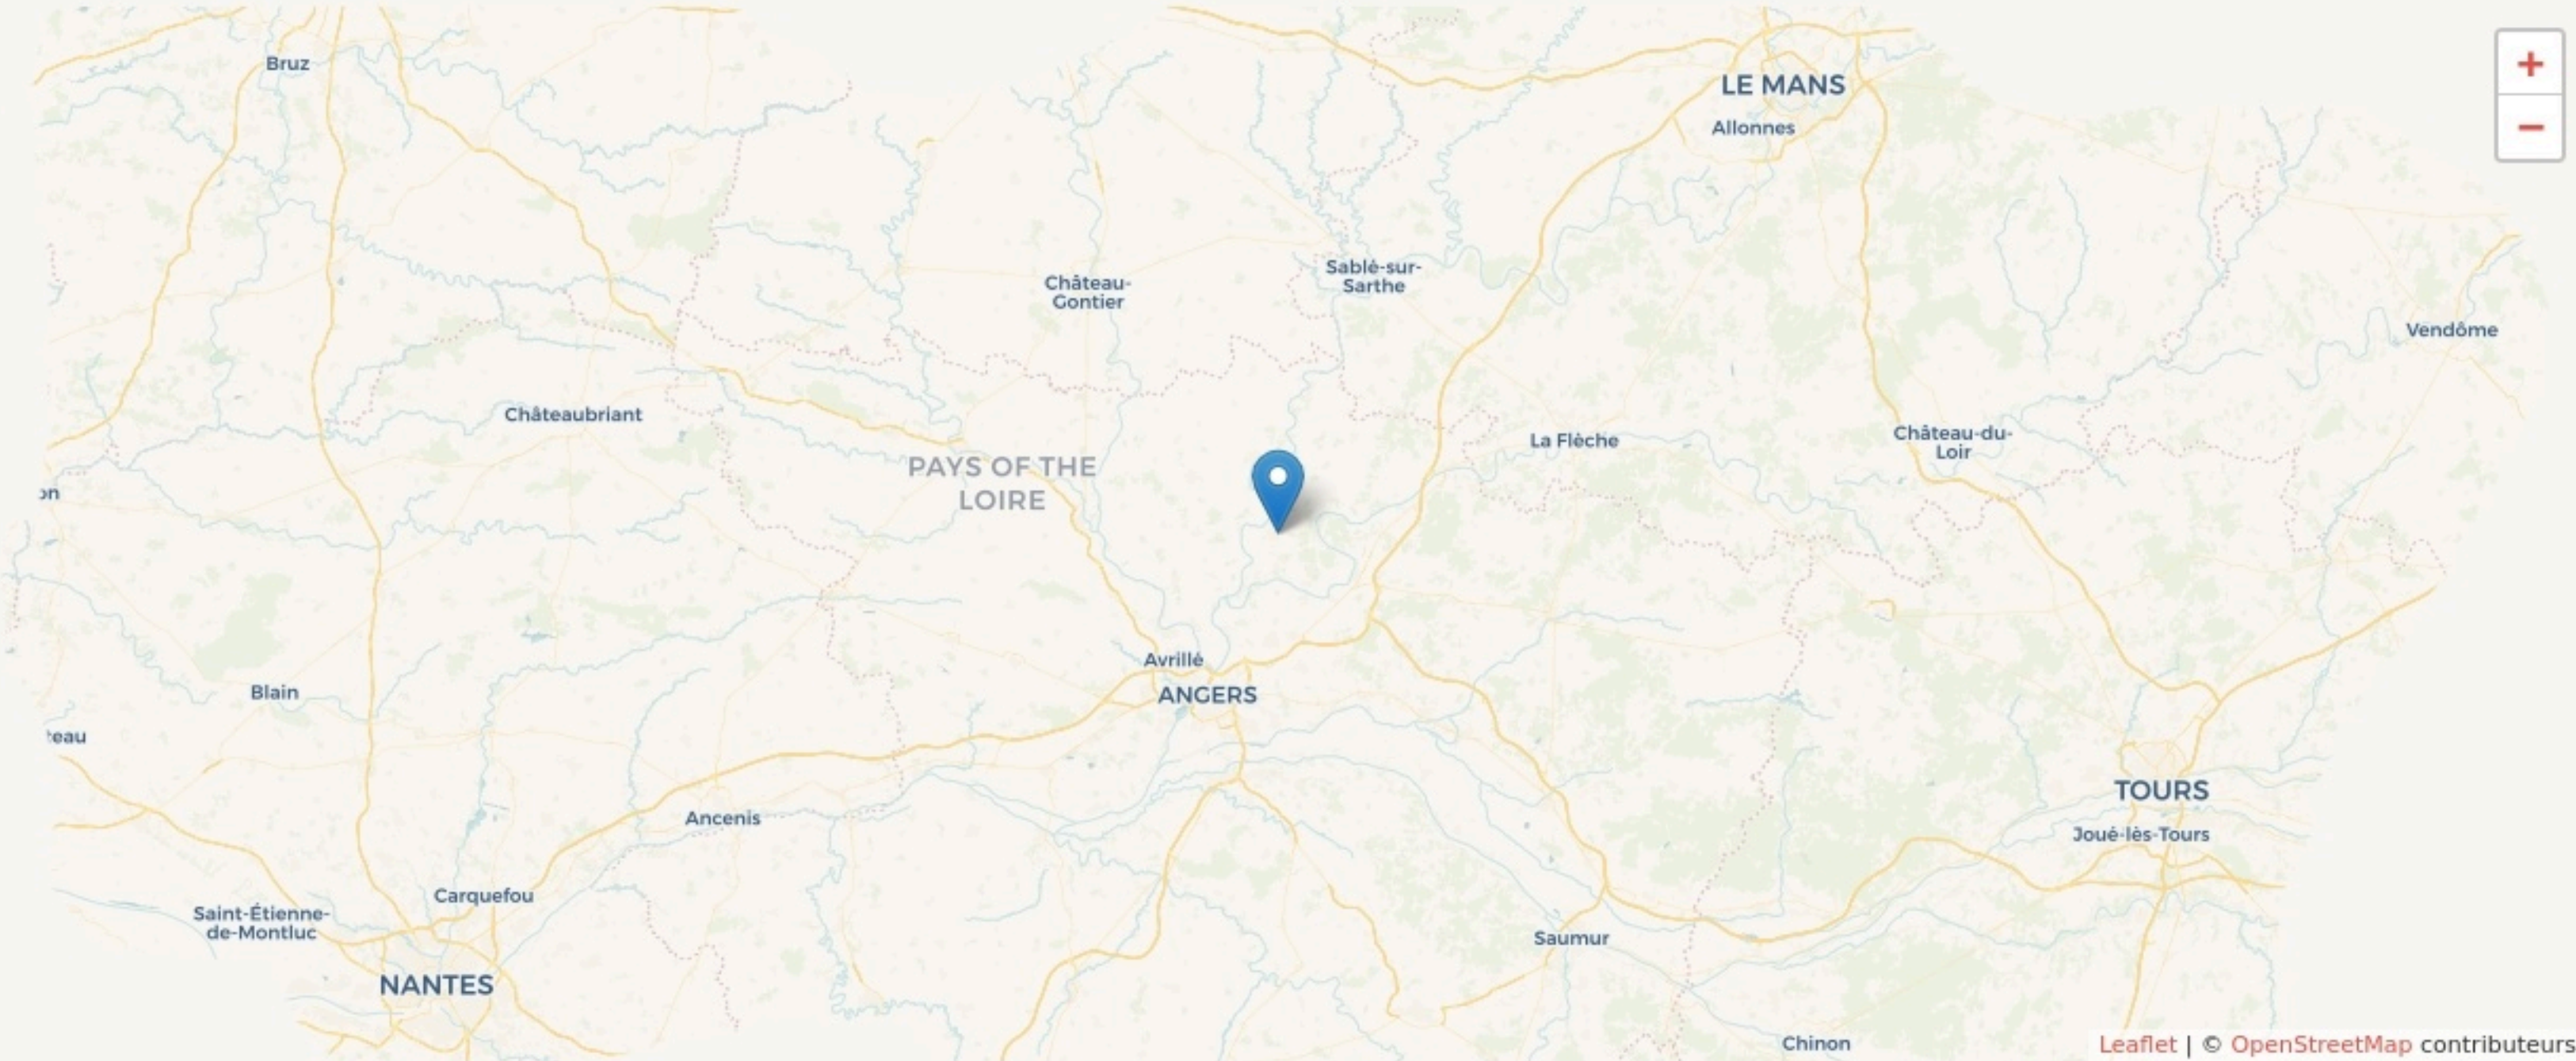 Bruz
LE MANS
Allonnes
+
−
Château-
Gontier
Sablé-sur-
Sarthe
Vendôme
Châteaubriant
La Flèche
Château-du-
Loir
PAYS OF THE
LOIRE
on
Avrillé
ANGERS
Blain
eau
TOURS
Joué-lès-Tours
Ancenis
Carquefou
Saint-Étienne-
de-Montluc
Saumur
NANTES
Chinon
Leaflet | © OpenStreetMap contributeurs